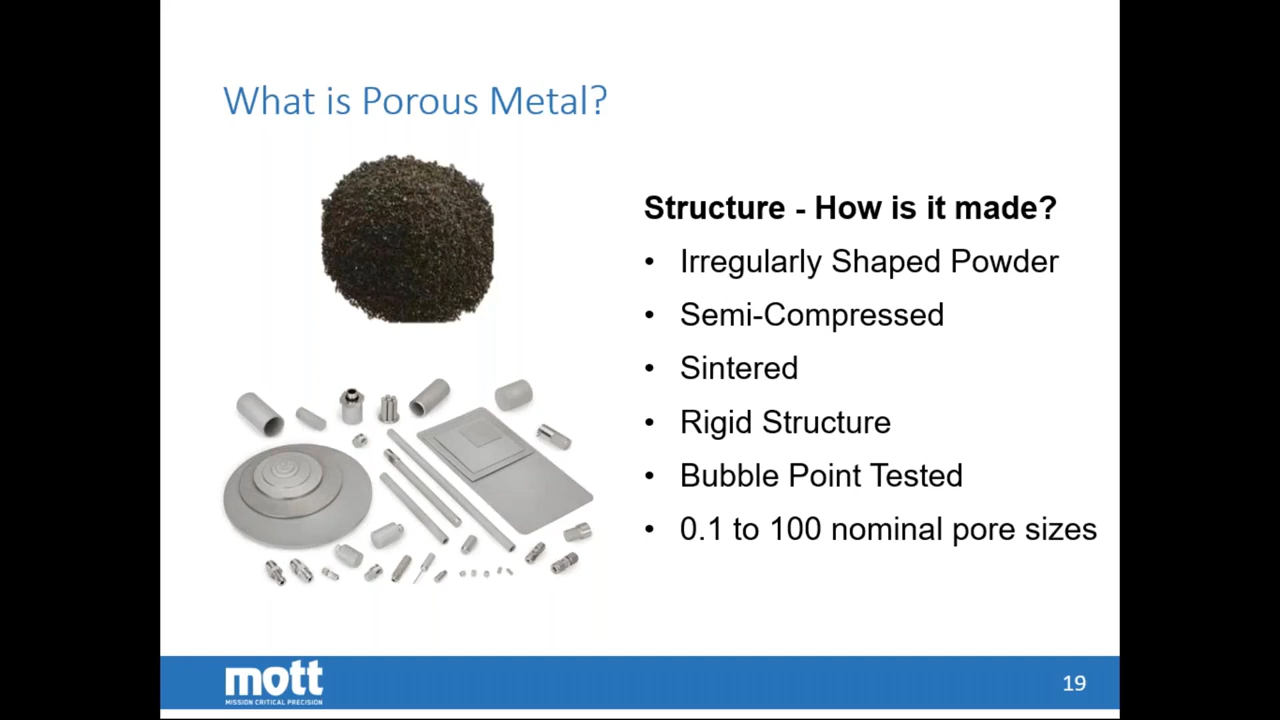 What is Porous Metal?
Structure - How is it made?
• Irregularly Shaped Powder
• Semi-Compressed
• Sintered
• Rigid Structure
• Bubble Point Tested
• 0.1 to 100 nominal pore sizes
mott
MISSION CRITICAL PRECISION
19